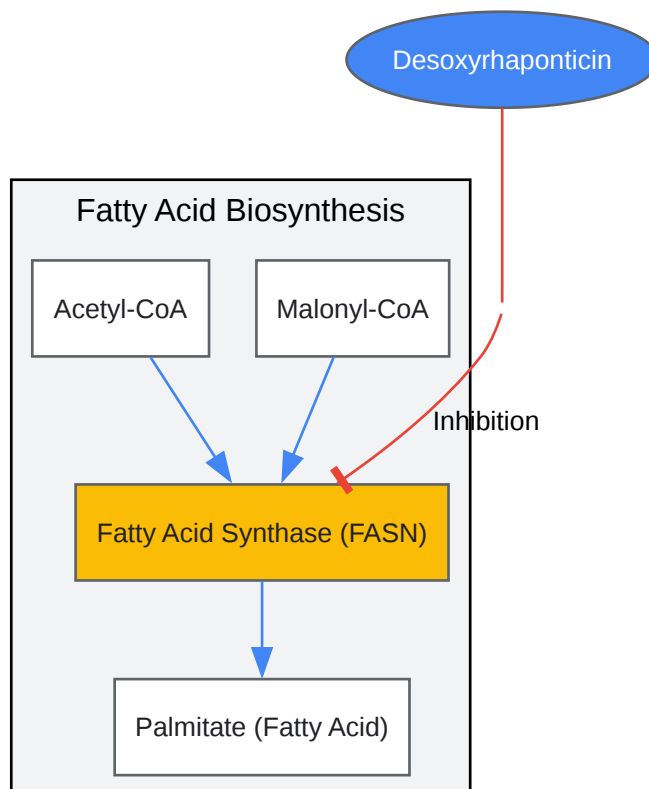 Desoxyrhaponticin
Fatty Acid Biosynthesis
Acetyl-CoA
Malonyl-CoA
Inhibition
Fatty Acid Synthase (FASN)
Palmitate (Fatty Acid)